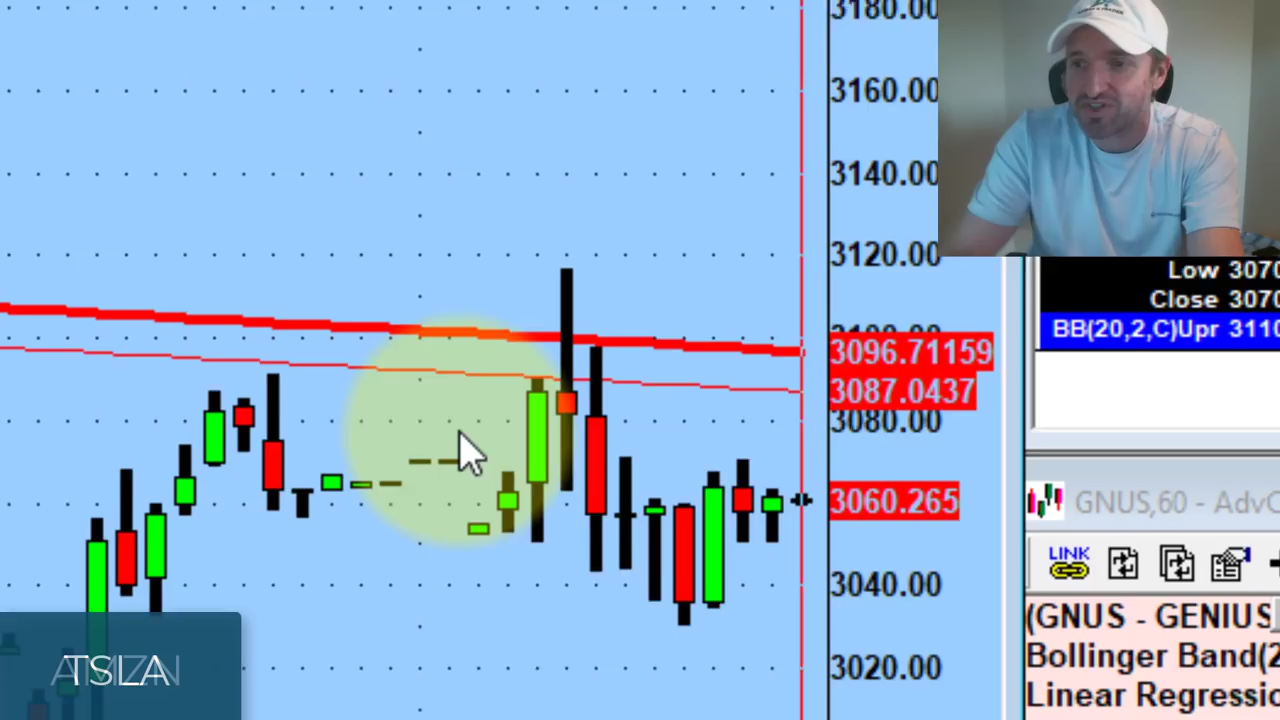 3180.00
3160.00
3140.00
3120.00
3096.71159
3087.0437
3080.00
3060.265
3040.00
3020.00
Low 3070
Close 3070
BB(20,2,C)Upr 3110
GNUS,60 - AdvC
LINK
(GNUS - GENIUS
Bollinger Band(2
Linear Regressio
TSLA